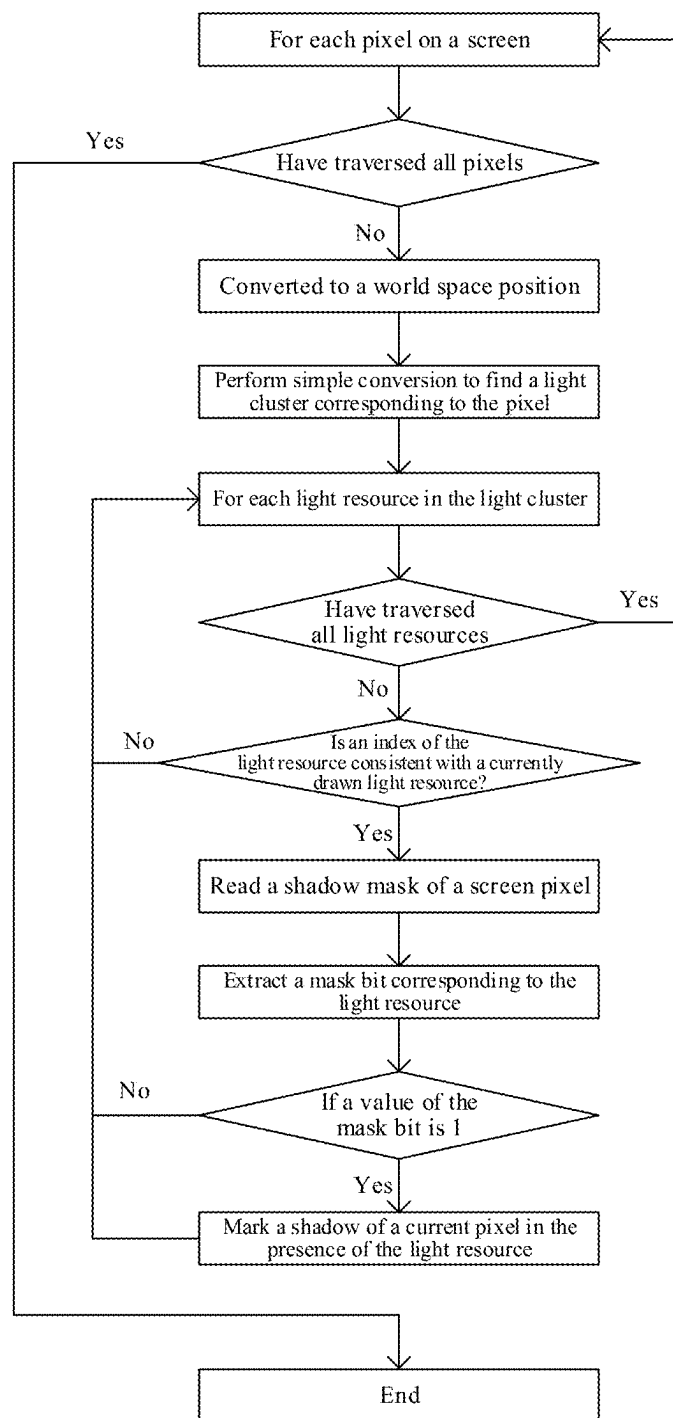 For each pixel on a screen
Yes
Have traversed all pixels
No
Converted to a world space position
Perform simple conversion to find a light
cluster corresponding to the pixel
For each light resource in the light cluster
Have traversed
all light resources
Yes
No
No
Is an index of the
light resource consistent with a currently
drawn light resource?
Yes
Read a shadow mask of a screen pixel
Extract a mask bit corresponding to the
light resource
No
If a value of the
mask bit is 1
Yes
Mark a shadow of a current pixel in the
presence of the light resource
End